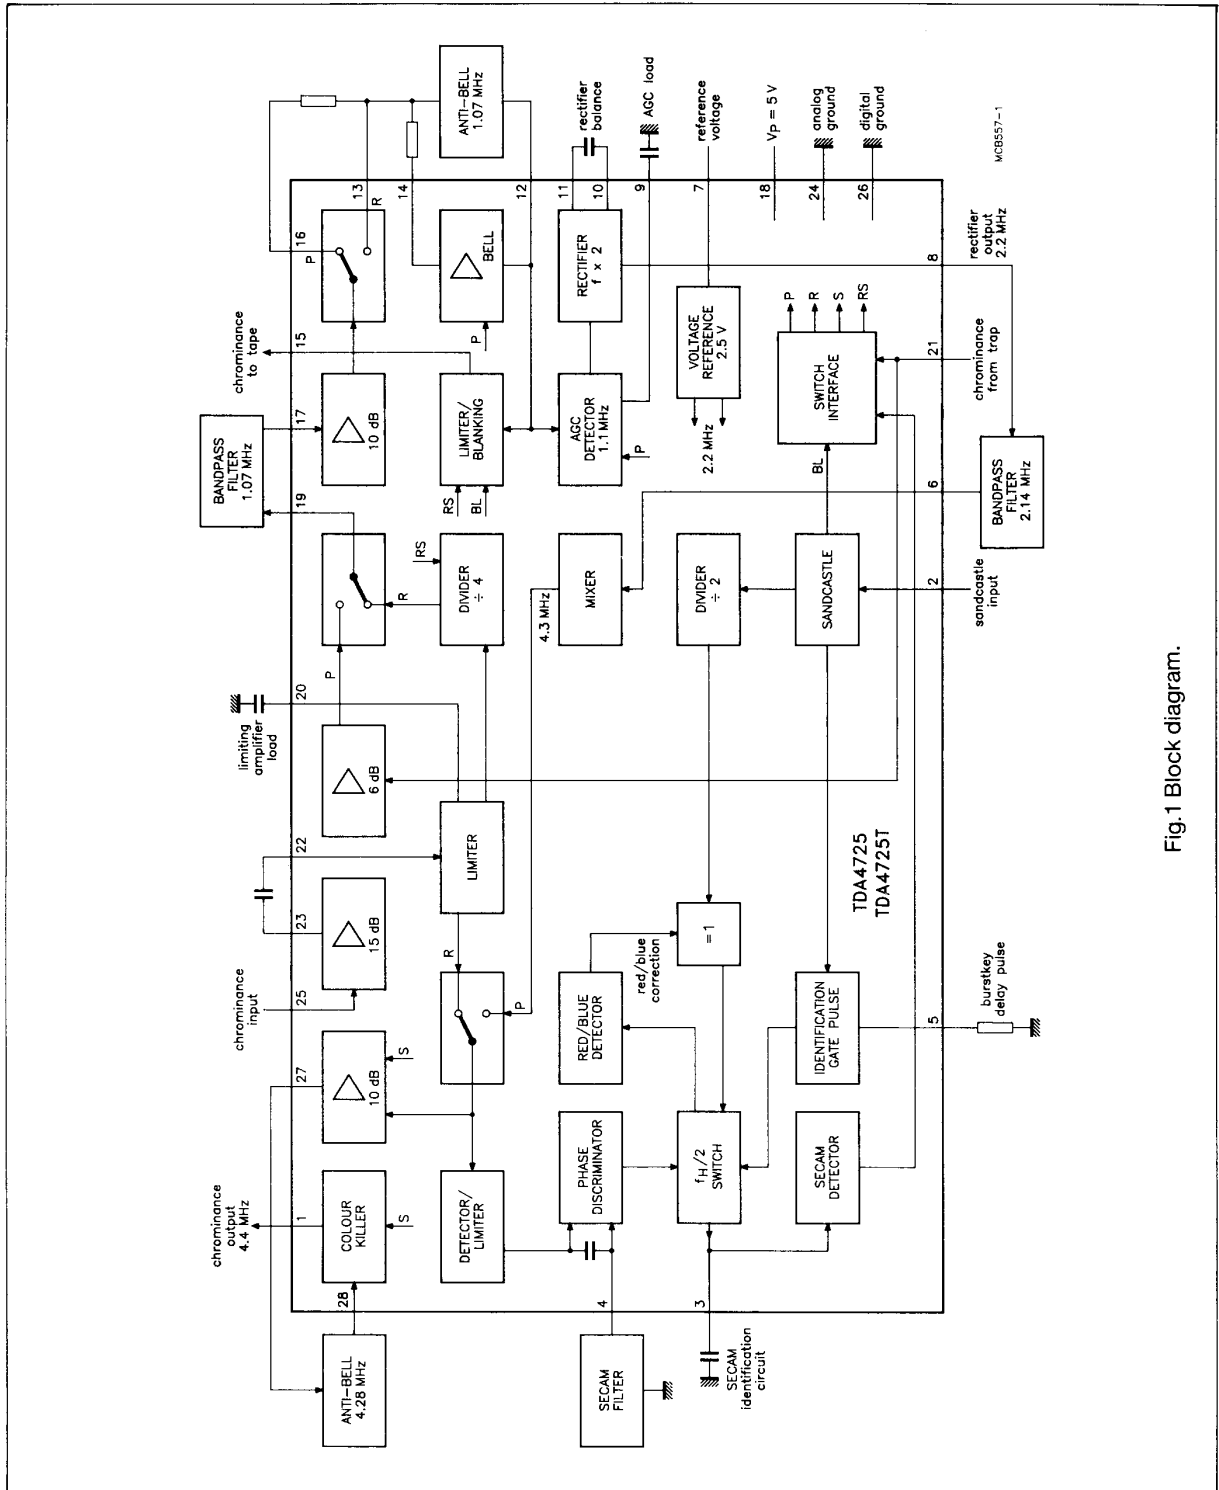 chrominance
output
4.4 MHz
chrominance
input
limiting
amplifier
load
BANDPASS
FILTER
1.07 MHz
chrominance
to tape
ANTI-BELL
4.28 MHz
28
1
COLOUR
KILLER
S
27
10 dB
S
25
23
15 dB
22
6 dB
20
P
19
17
10 dB
15
16
P
13
R
DETECTOR/
LIMITER
R
P
LIMITER
R
DIVIDER
÷ 4
RS
LIMITER/
BLANKING
RS
BL
BELL
P
14
12
ANTI-BELL
1.07 MHz
SECAM
FILTER
4
PHASE
DISCRIMINATOR
RED/BLUE
DETECTOR
red/blue
correction
4.3 MHz
MIXER
AGC
DETECTOR
1.1 MHz
P
RECTIFIER
f x 2
11
10
rectifier
balance
9
AGC load
SECAM
identification
circuit
3
fH/2
SWITCH
= 1
DIVIDER
÷ 2
2.2 MHz
VOLTAGE
REFERENCE
2.5 V
7
reference
voltage
SECAM
DETECTOR
IDENTIFICATION
GATE PULSE
TDA4725
TDA4725T
SANDCASTLE
BL
SWITCH
INTERFACE
P
R
S
RS
18
VP = 5 V
24
analog
ground
26
digital
ground
5
burstkey
delay pulse
2
sandcastle
input
6
BANDPASS
FILTER
2.14 MHz
21
chrominance
from trap
8
rectifier
output
2.2 MHz
MCB557-1
Fig.1 Block diagram.